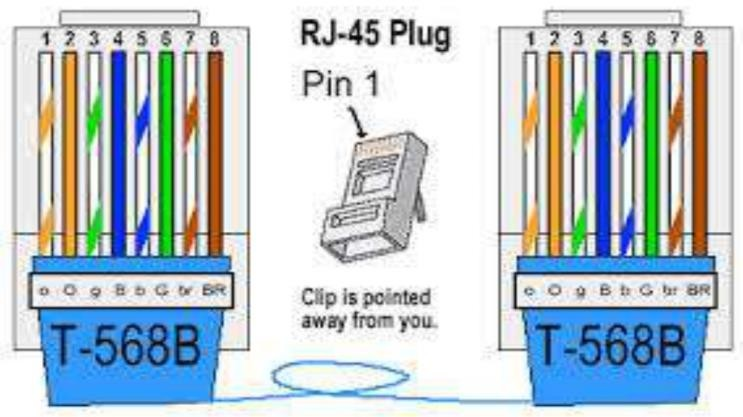 1 2 3 4 5 6 7 8
RJ-45 Plug
Pin 1
Clip is pointed
away from you.
o O g B b G br BR
T-568B
1 2 3 4 5 6 7 8
o O g B b G br BR
T-568B